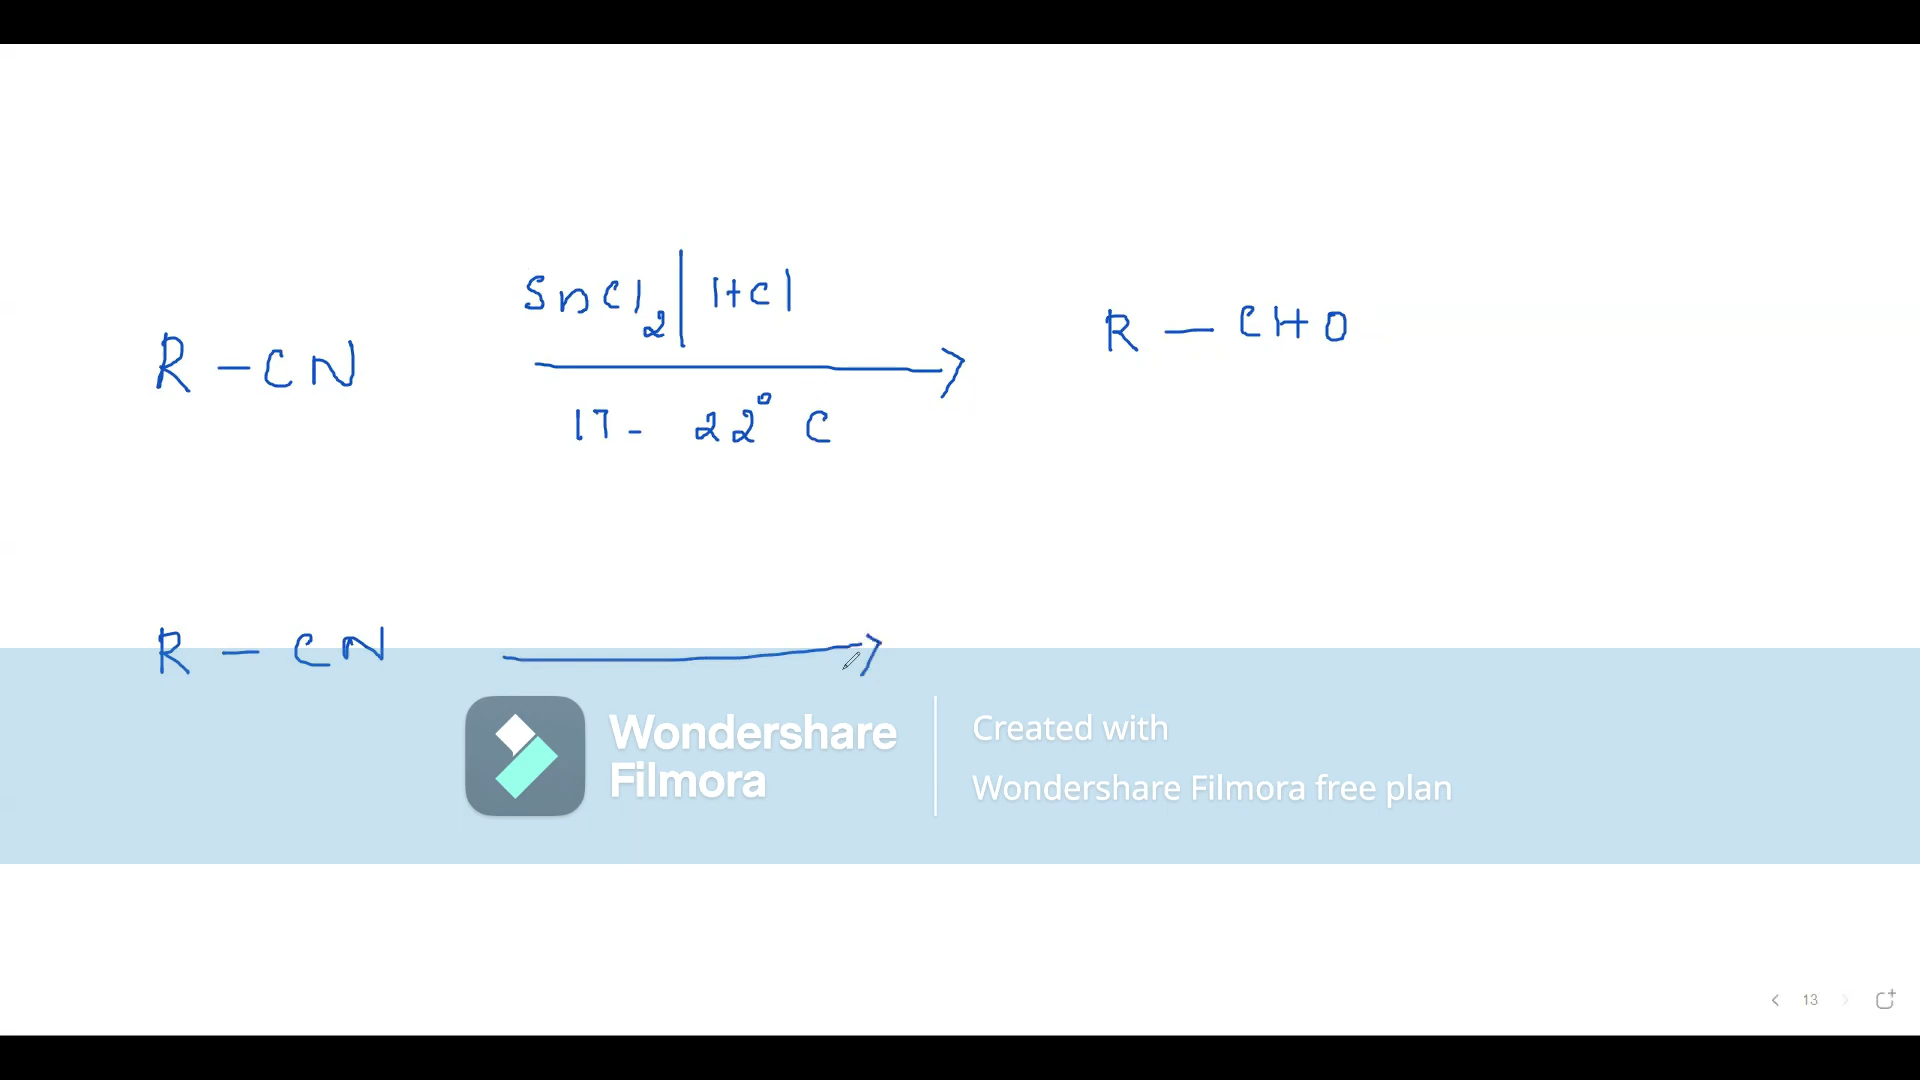 SnCl₂ | HCl
R – CN → R – CHO
17 - 22° C
R – CN →
Wondershare Filmora
Created with
Wondershare Filmora free plan
13